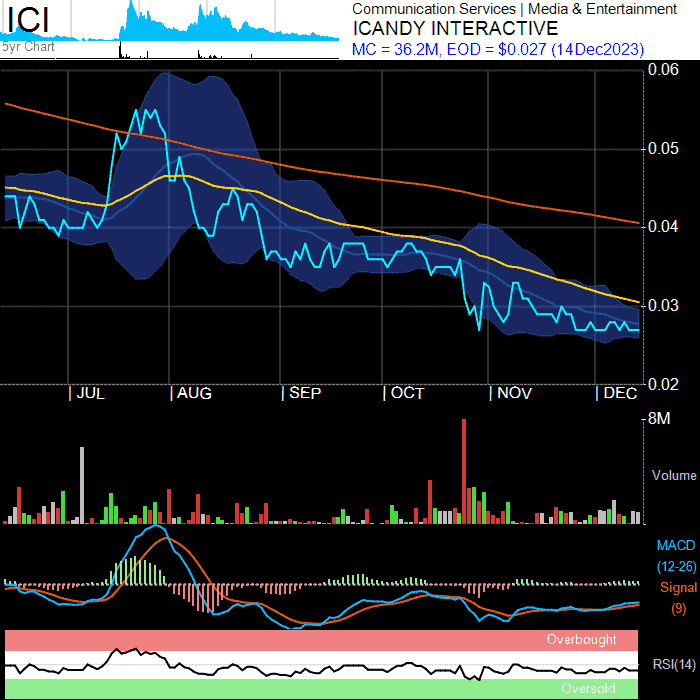 ICI
5yr Chart
Communication Services | Media & Entertainment
ICANDY INTERACTIVE
MC = 36.2M, EOD = $0.027 (14Dec2023)
0.06
0.05
0.04
0.03
0.02
JUL AUG SEP OCT NOV DEC
8M
Volume
MACD
(12-26)
Signal
(9)
Overbought
RSI(14)
Oversold